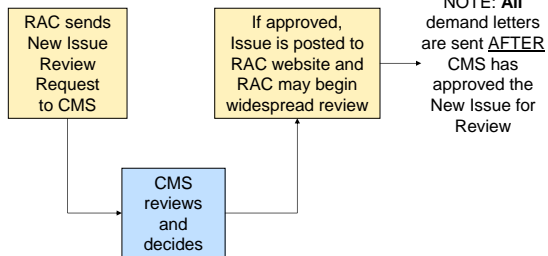 RAC sends
New Issue
Review
Request
to CMS
If approved,
Issue is posted to
RAC website and
RAC may begin
widespread review
NOTE: All
demand letters
are sent AFTER
CMS has
approved the
New Issue for
Review
CMS
reviews
and
decides